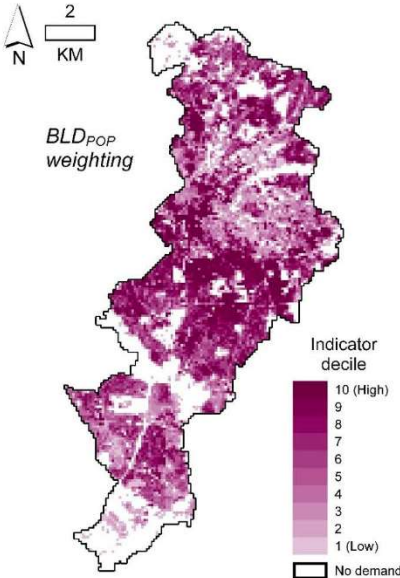 2
N
KM
BLD_POP
weighting
Indicator
decile
10 (High)
9
8
7
6
5
4
3
2
1 (Low)
No demand